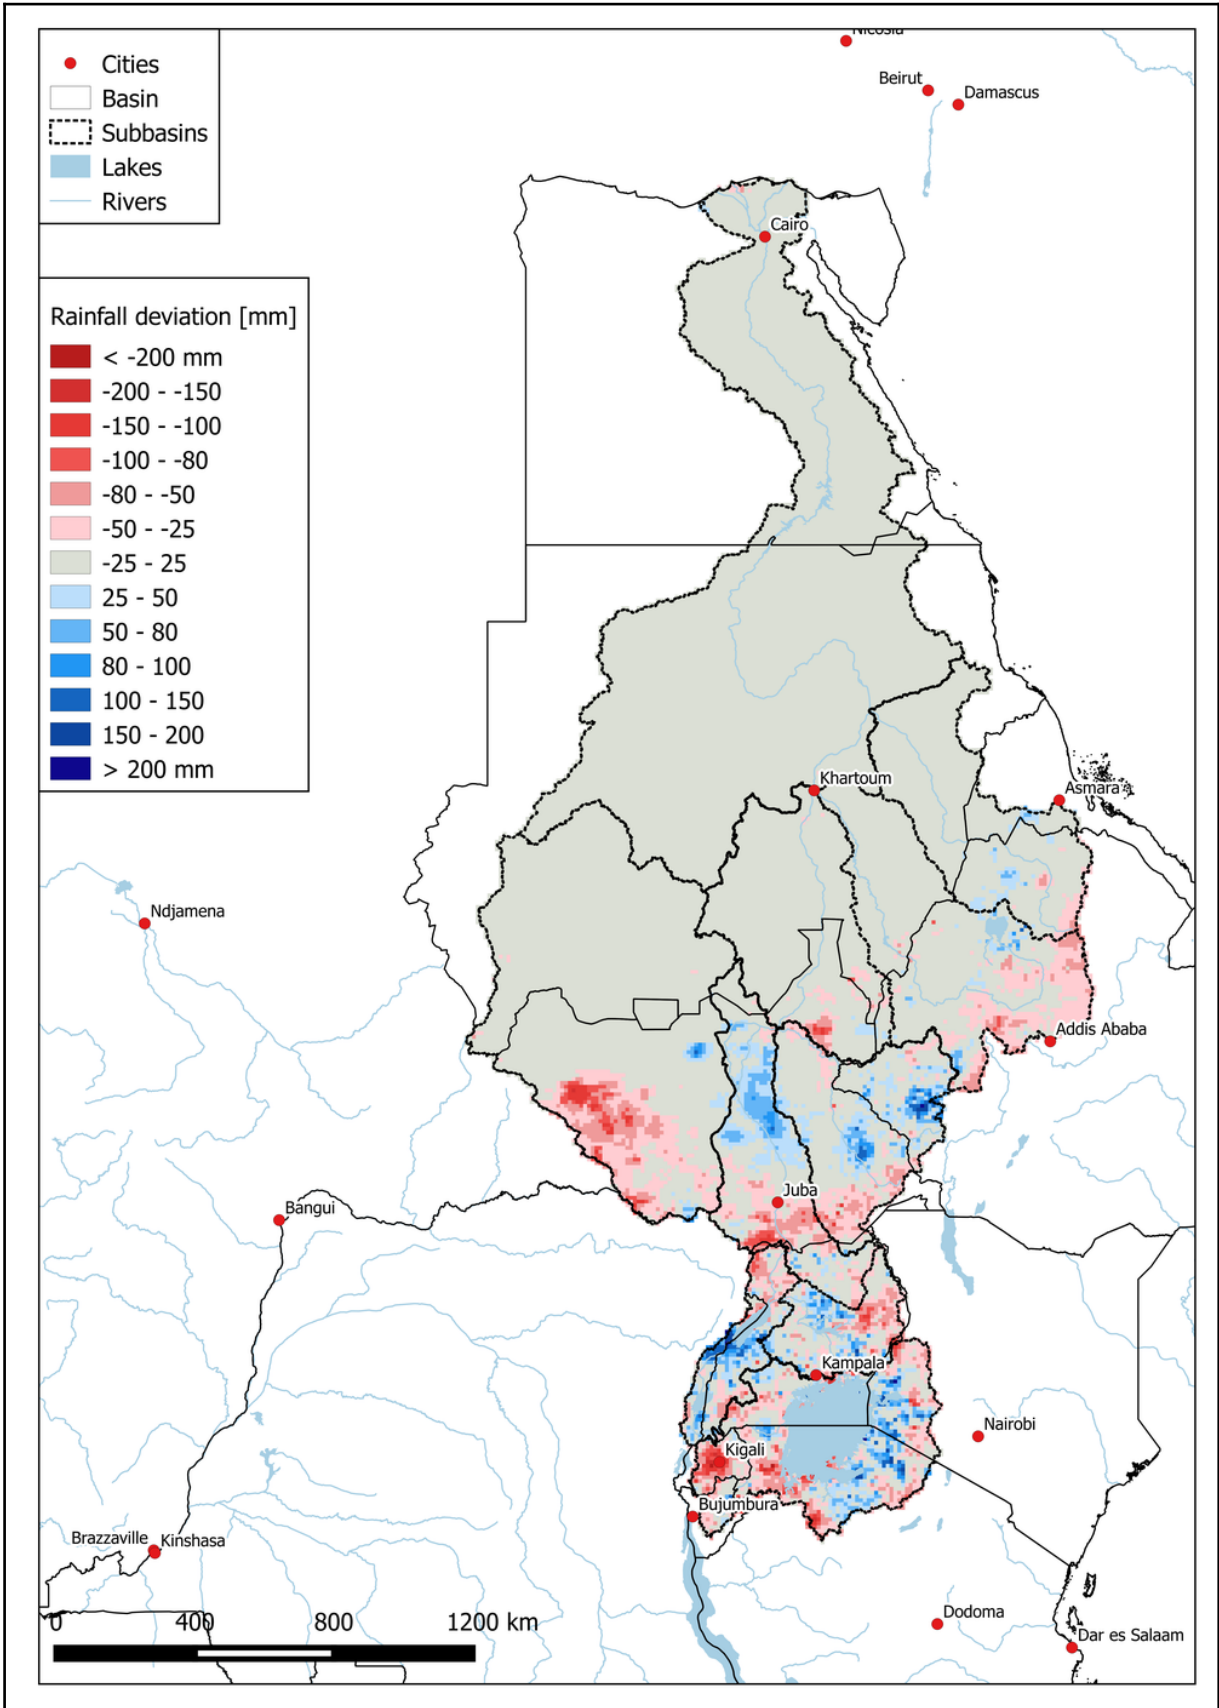 Cities
Basin
Subbasins
Lakes
Rivers
Rainfall deviation [mm]
< -200 mm
-200 - -150
-150 - -100
-100 - -80
-80 - -50
-50 - -25
-25 - 25
25 - 50
50 - 80
80 - 100
100 - 150
150 - 200
> 200 mm
Nicosia
Beirut
Damascus
Cairo
Khartoum
Asmara
Ndjamena
Addis Ababa
Juba
Bangui
Kampala
Nairobi
Kigali
Bujumbura
Brazzaville
Kinshasa
Dodoma
Dar es Salaam
0 400 800 1200 km